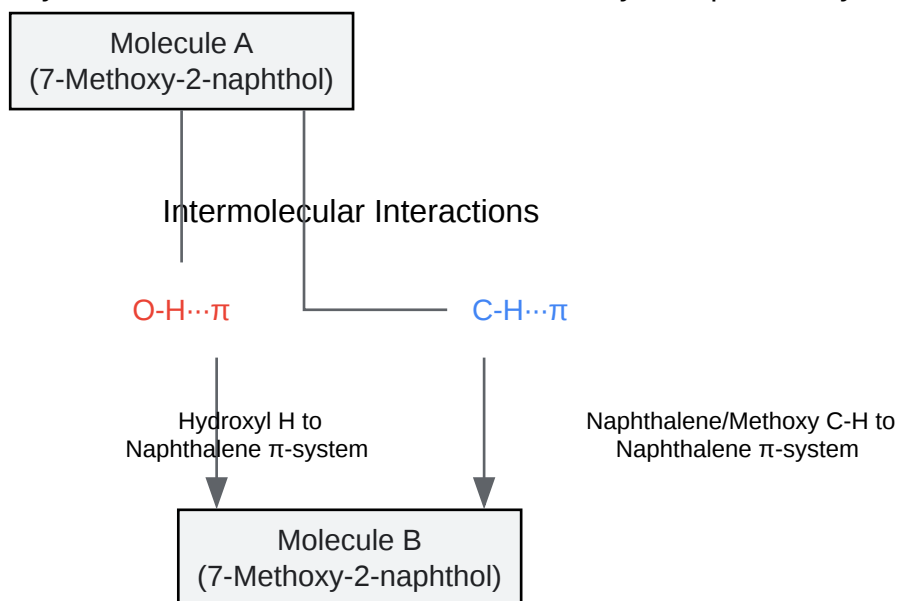 Molecule A
(7-Methoxy-2-naphthol)
Intermolecular Interactions
O-H···π
C-H···π
Hydroxyl H to
Naphthalene π-system
Naphthalene/Methoxy C-H to
Naphthalene π-system
Molecule B
(7-Methoxy-2-naphthol)